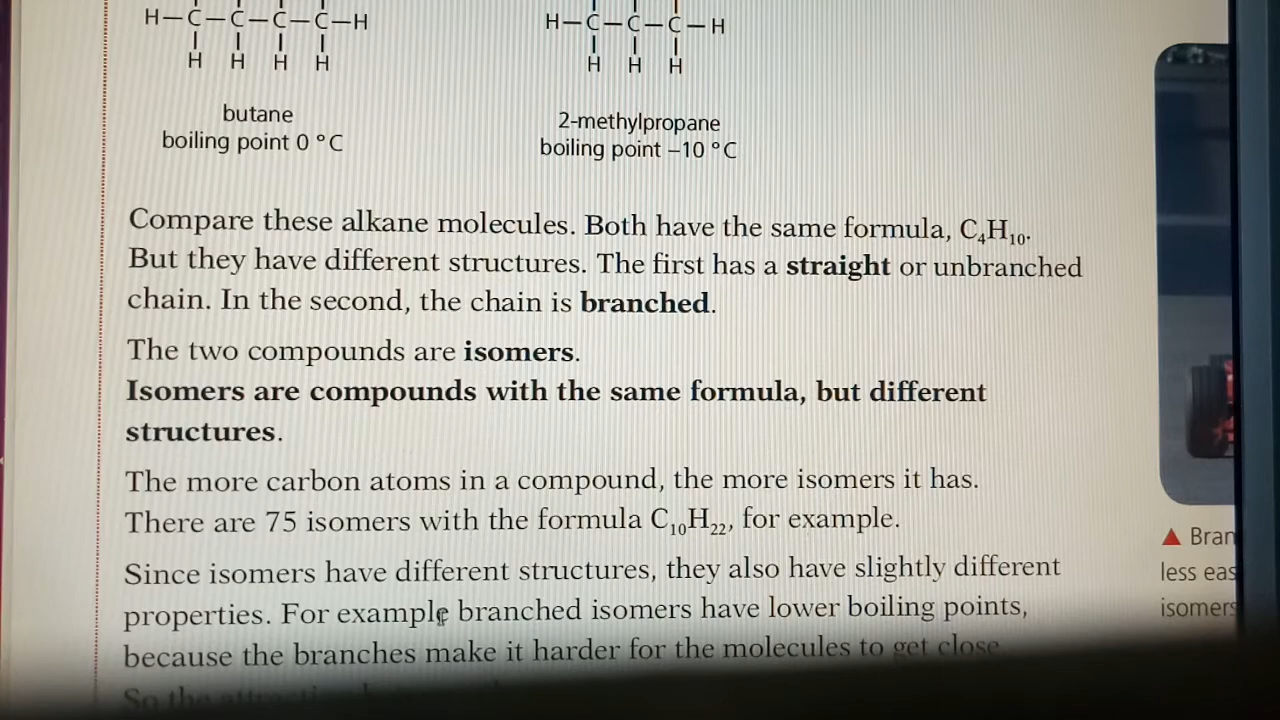 H–C–C–C–C–H
H H H H
butane
boiling point 0 °C
H–C–C–C–H
H H H
2-methylpropane
boiling point –10 °C
Compare these alkane molecules. Both have the same formula, C₄H₁₀.
But they have different structures. The first has a straight or unbranched
chain. In the second, the chain is branched.
The two compounds are isomers.
Isomers are compounds with the same formula, but different
structures.
The more carbon atoms in a compound, the more isomers it has.
There are 75 isomers with the formula C₁₀H₂₂, for example.
Since isomers have different structures, they also have slightly different
properties. For example branched isomers have lower boiling points,
because the branches make it harder for the molecules to get close
So the
▲ Bran
less eas
isomers